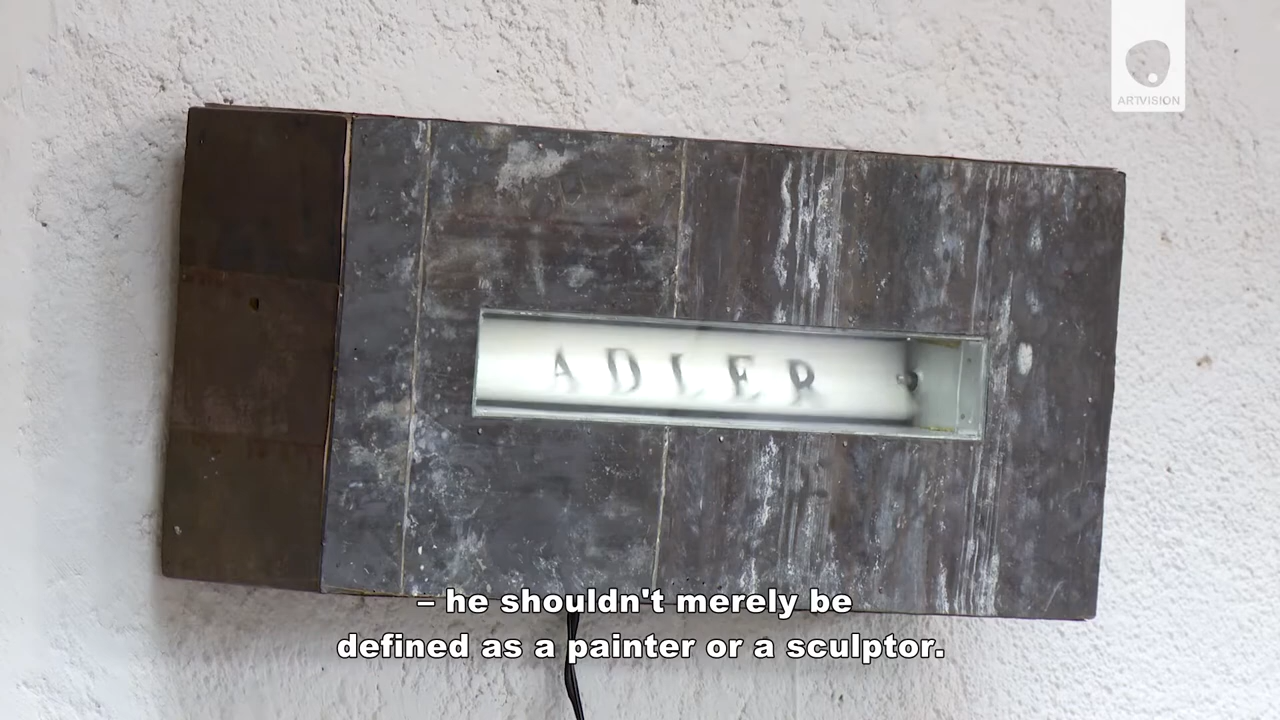 ARTVISION
ADLER
– he shouldn't merely be
defined as a painter or a sculptor.